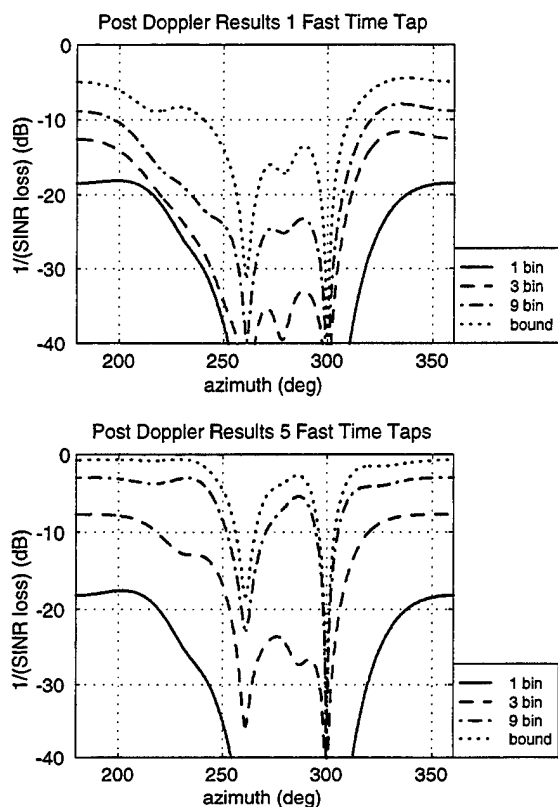 Post Doppler Results 1 Fast Time Tap
1/(SINR loss) (dB)
0
-10
-20
-30
-40
200
250
300
350
azimuth (deg)
1 bin
3 bin
9 bin
bound
Post Doppler Results 5 Fast Time Taps
1/(SINR loss) (dB)
0
-10
-20
-30
-40
200
250
300
350
azimuth (deg)
1 bin
3 bin
9 bin
bound